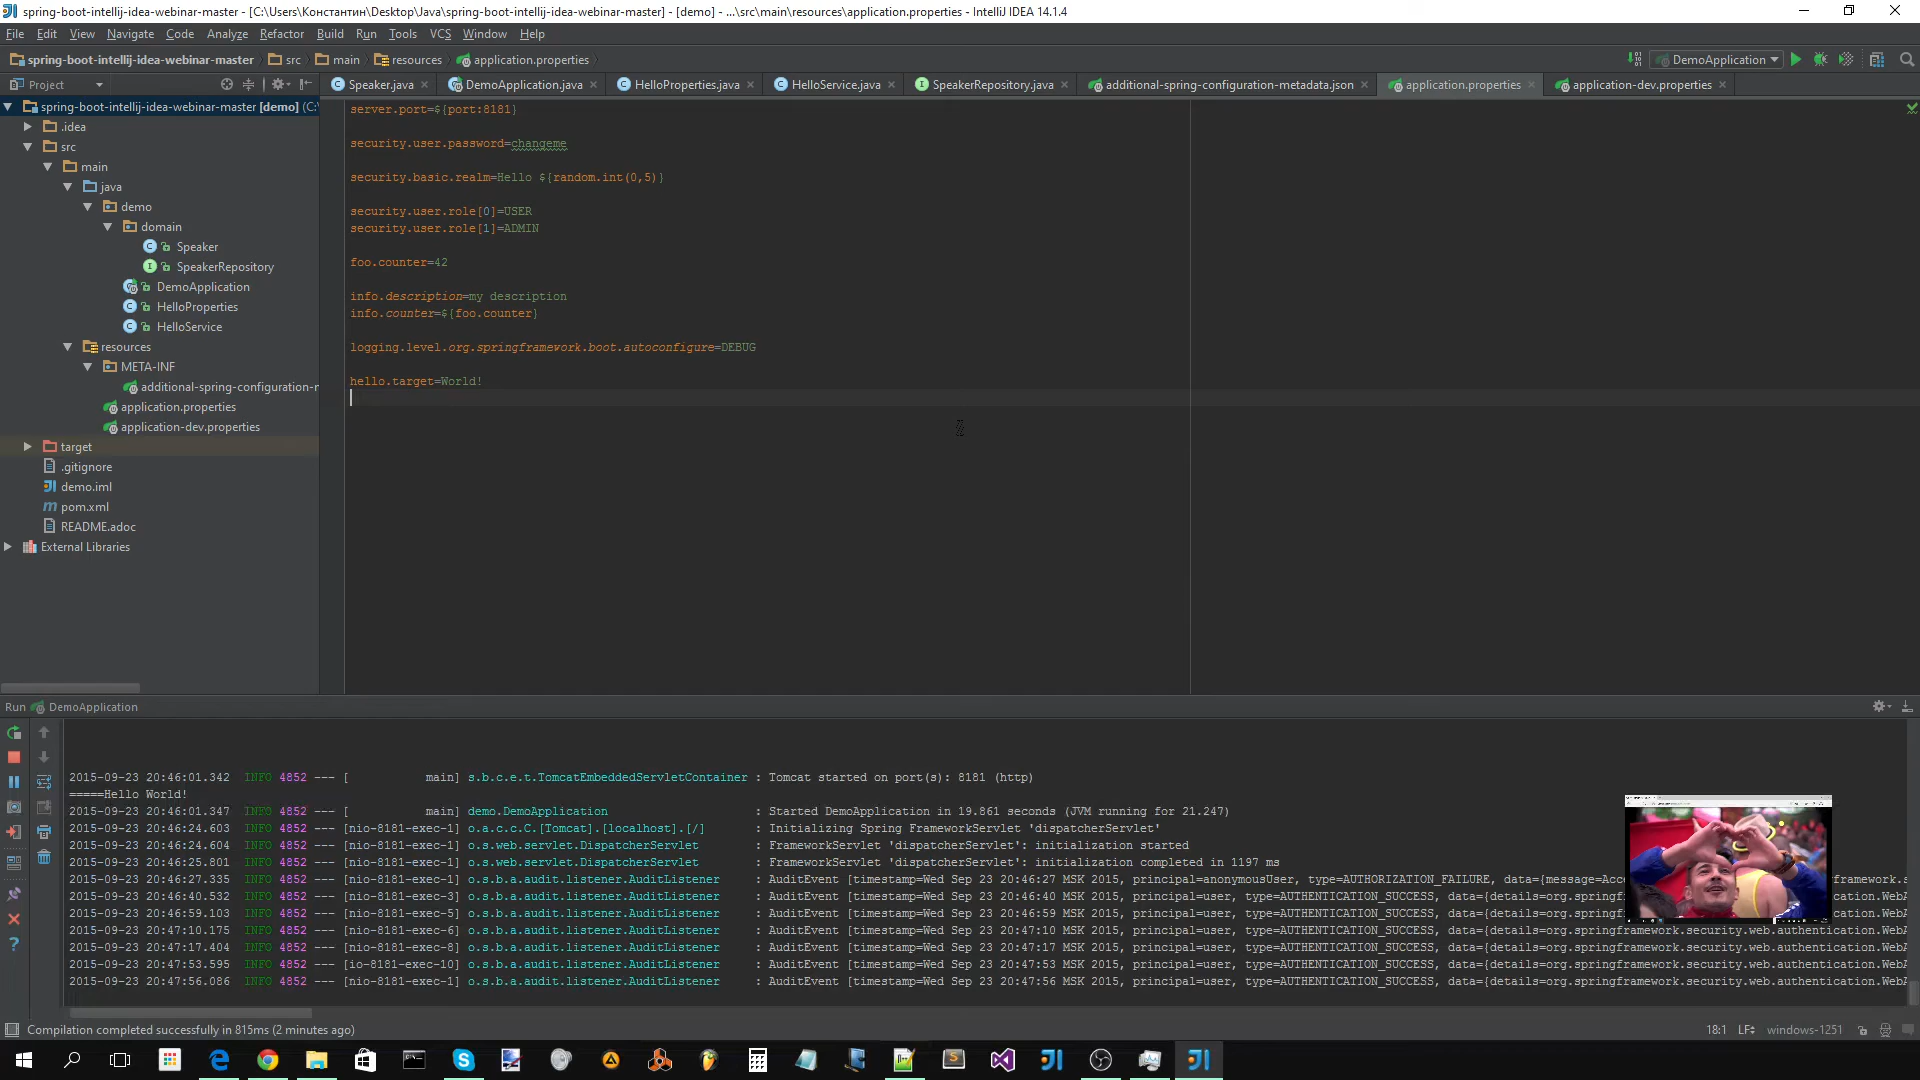 spring-boot-intellij-idea-webinar-master - [C:\Users\Константин\Desktop\Java\spring-boot-intellij-idea-webinar-master] - [demo] - ...\src\main\resources\application.properties - IntelliJ IDEA 14.1.4
File Edit View Navigate Code Analyze Refactor Build Run Tools VCS Window Help
spring-boot-intellij-idea-webinar-master src main resources application.properties DemoApplication
Project Speaker.java DemoApplication.java HelloProperties.java HelloService.java SpeakerRepository.java additional-spring-configuration-metadata.json application.properties application-dev.properties
spring-boot-intellij-idea-webinar-master [demo] (C:\
.idea
src
main
java
demo
domain
Speaker
SpeakerRepository
DemoApplication
HelloProperties
HelloService
resources
META-INF
additional-spring-configuration-
application.properties
application-dev.properties
target
.gitignore
demo.iml
pom.xml
README.adoc
External Libraries
server.port=${port:8181}
security.user.password=changeme
security.basic.realm=Hello ${random.int(0,5)}
security.user.role[0]=USER
security.user.role[1]=ADMIN
foo.counter=42
info.description=my description
info.counter=${foo.counter}
logging.level.org.springframework.boot.autoconfigure=DEBUG
hello.target=World!
Run DemoApplication
2015-09-23 20:46:01.342 INFO 4852 --- [ main] s.b.c.e.t.TomcatEmbeddedServletContainer : Tomcat started on port(s): 8181 (http)
=====Hello World!
2015-09-23 20:46:01.347 INFO 4852 --- [ main] demo.DemoApplication : Started DemoApplication in 19.861 seconds (JVM running for 21.247)
2015-09-23 20:46:24.603 INFO 4852 --- [nio-8181-exec-1] o.a.c.c.C.[Tomcat].[localhost].[/] : Initializing Spring FrameworkServlet 'dispatcherServlet'
2015-09-23 20:46:24.604 INFO 4852 --- [nio-8181-exec-1] o.s.web.servlet.DispatcherServlet : FrameworkServlet 'dispatcherServlet': initialization started
2015-09-23 20:46:25.801 INFO 4852 --- [nio-8181-exec-1] o.s.web.servlet.DispatcherServlet : FrameworkServlet 'dispatcherServlet': initialization completed in 1197 ms
2015-09-23 20:46:27.335 INFO 4852 --- [nio-8181-exec-1] o.s.b.a.audit.listener.AuditListener : AuditEvent [timestamp=Wed Sep 23 20:46:27 MSK 2015, principal=anonymousUser, type=AUTHORIZATION_FAILURE, data={message=Acc framework.s
2015-09-23 20:46:40.532 INFO 4852 --- [nio-8181-exec-3] o.s.b.a.audit.listener.AuditListener : AuditEvent [timestamp=Wed Sep 23 20:46:40 MSK 2015, principal=user, type=AUTHENTICATION_SUCCESS, data={details=org.springf cation.WebA
2015-09-23 20:46:59.103 INFO 4852 --- [nio-8181-exec-5] o.s.b.a.audit.listener.AuditListener : AuditEvent [timestamp=Wed Sep 23 20:46:59 MSK 2015, principal=user, type=AUTHENTICATION_SUCCESS, data={details=org.springf cation.WebA
2015-09-23 20:47:10.175 INFO 4852 --- [nio-8181-exec-6] o.s.b.a.audit.listener.AuditListener : AuditEvent [timestamp=Wed Sep 23 20:47:10 MSK 2015, principal=user, type=AUTHENTICATION_SUCCESS, data={details=org.springframework.security.web.authentication.WebA
2015-09-23 20:47:17.404 INFO 4852 --- [nio-8181-exec-8] o.s.b.a.audit.listener.AuditListener : AuditEvent [timestamp=Wed Sep 23 20:47:17 MSK 2015, principal=user, type=AUTHENTICATION_SUCCESS, data={details=org.springframework.security.web.authentication.WebA
2015-09-23 20:47:53.595 INFO 4852 --- [io-8181-exec-10] o.s.b.a.audit.listener.AuditListener : AuditEvent [timestamp=Wed Sep 23 20:47:53 MSK 2015, principal=user, type=AUTHENTICATION_SUCCESS, data={details=org.springframework.security.web.authentication.WebA
2015-09-23 20:47:56.086 INFO 4852 --- [nio-8181-exec-1] o.s.b.a.audit.listener.AuditListener : AuditEvent [timestamp=Wed Sep 23 20:47:56 MSK 2015, principal=user, type=AUTHENTICATION_SUCCESS, data={details=org.springframework.security.web.authentication.WebA
Compilation completed successfully in 815ms (2 minutes ago) 18:1 LF÷ windows-1251